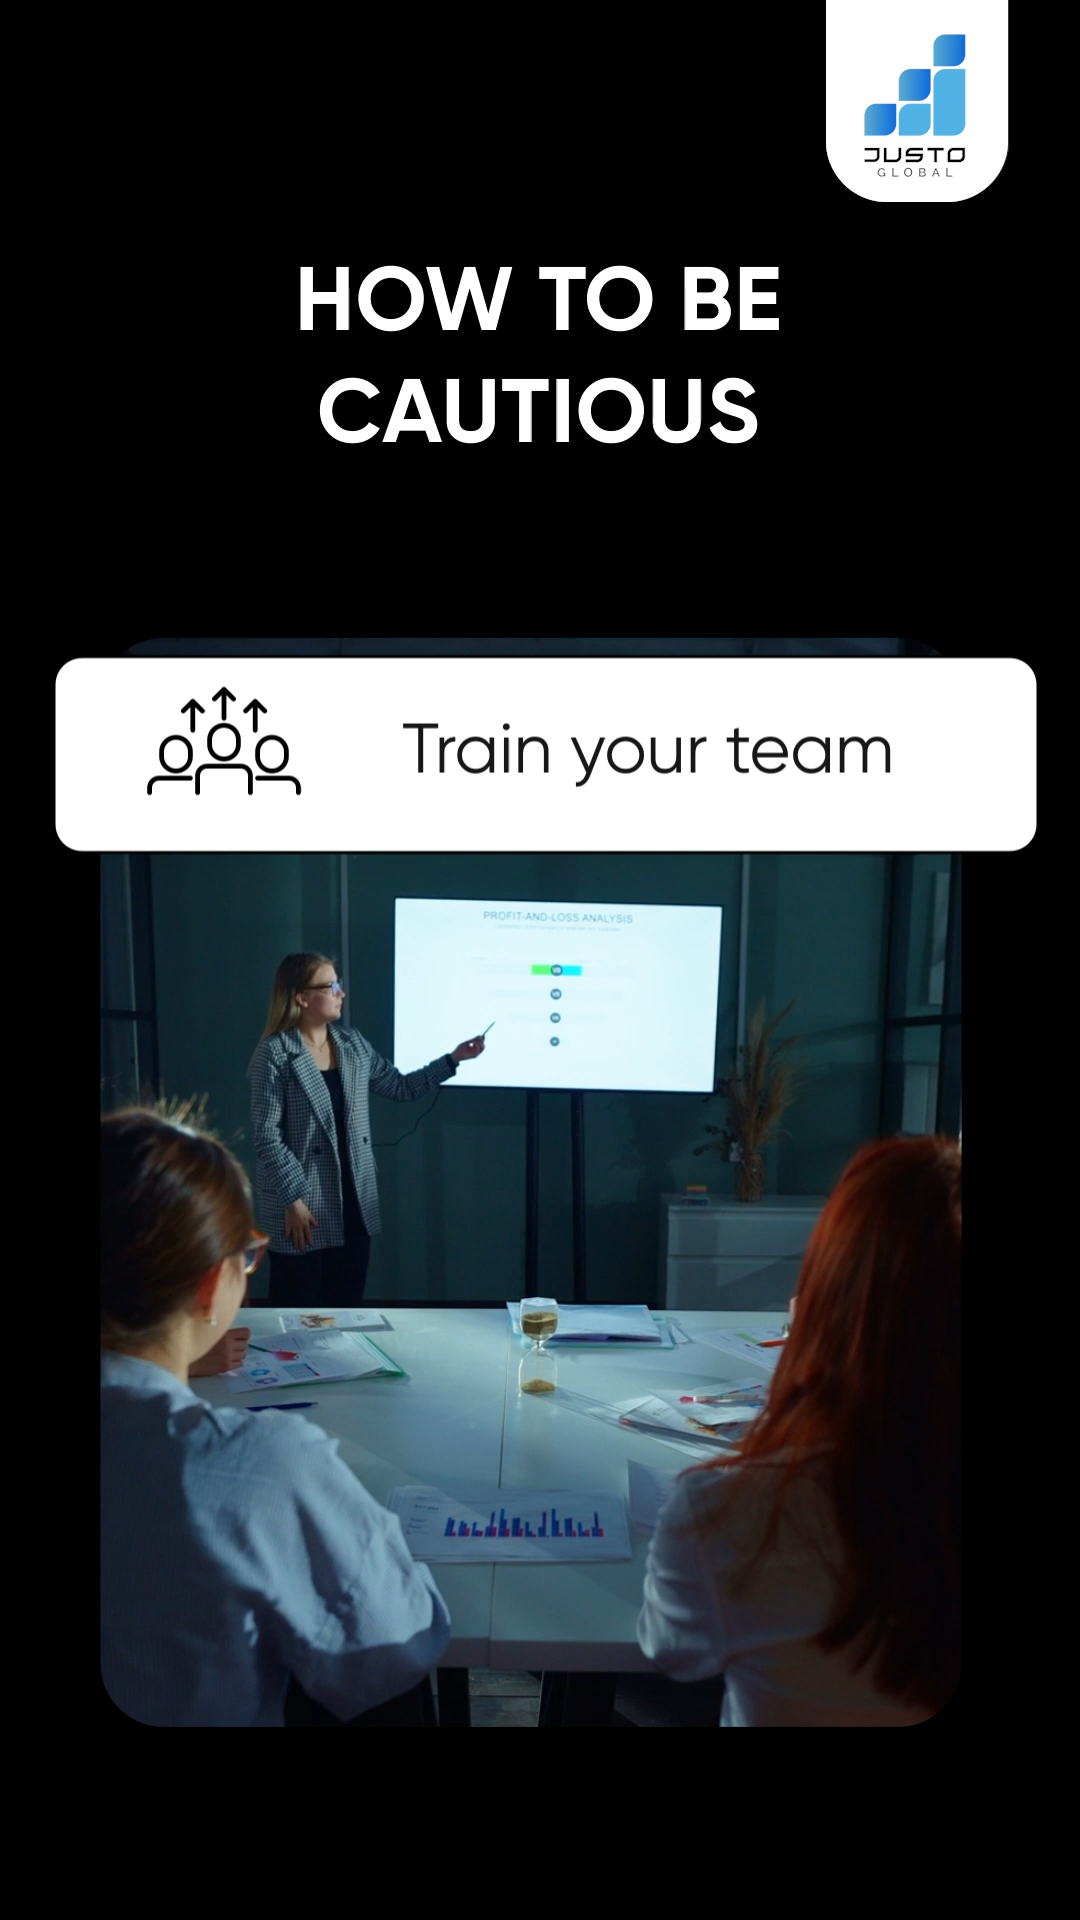 JUSTO
GLOBAL
HOW TO BE
CAUTIOUS
Train your team
PROFIT-AND-LOSS ANALYSIS